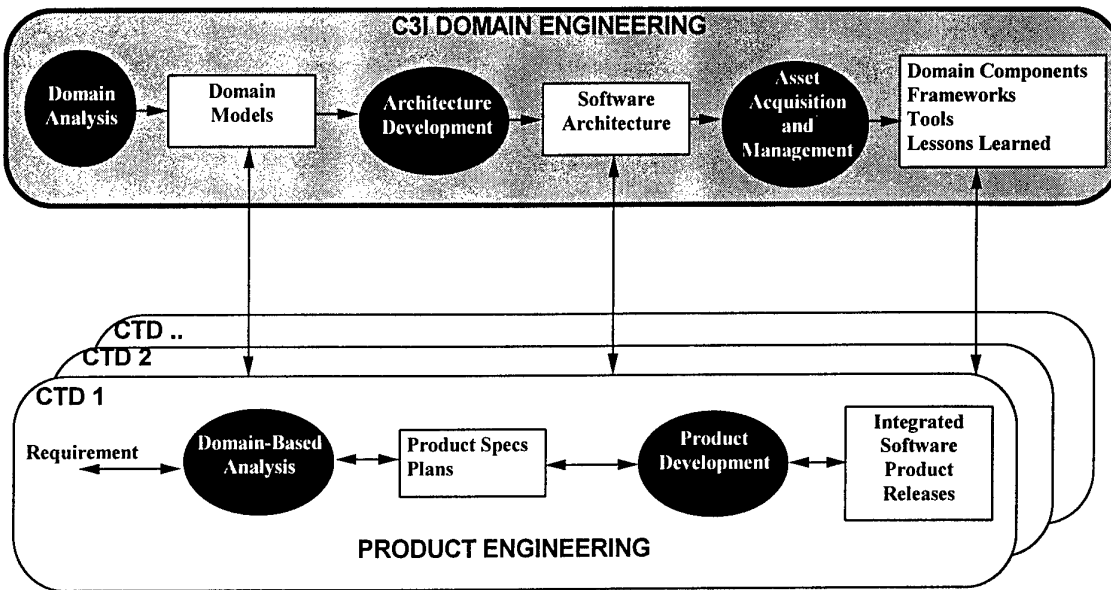 C3I DOMAIN ENGINEERING
Domain
Analysis
Domain
Models
Architecture
Development
Software
Architecture
Asset
Acquisition
and
Management
Domain Components
Frameworks
Tools
Lessons Learned
CTD ..
CTD 2
CTD 1
Requirement
Domain-Based
Analysis
Product Specs
Plans
Product
Development
Integrated
Software
Product
Releases
PRODUCT ENGINEERING